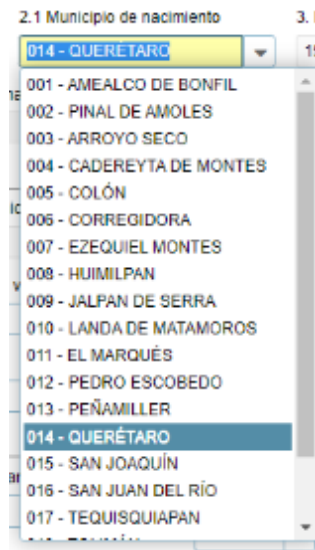 2.1 Municipio de nacimiento
3.
014 - QUERÉTARO
001 - AMEALCO DE BONFIL
002 - PINAL DE AMOLES
003 - ARROYO SECO
004 - CADEREYTA DE MONTES
005 - COLÓN
006 - CORREGIDORA
007 - EZEQUIEL MONTES
008 - HUIMILPAN
009 - JALPAN DE SERRA
010 - LANDA DE MATAMOROS
011 - EL MARQUÉS
012 - PEDRO ESCOBEDO
013 - PEÑAMILLER
014 - QUERÉTARO
015 - SAN JOAQUÍN
016 - SAN JUAN DEL RÍO
017 - TEQUISQUIAPAN